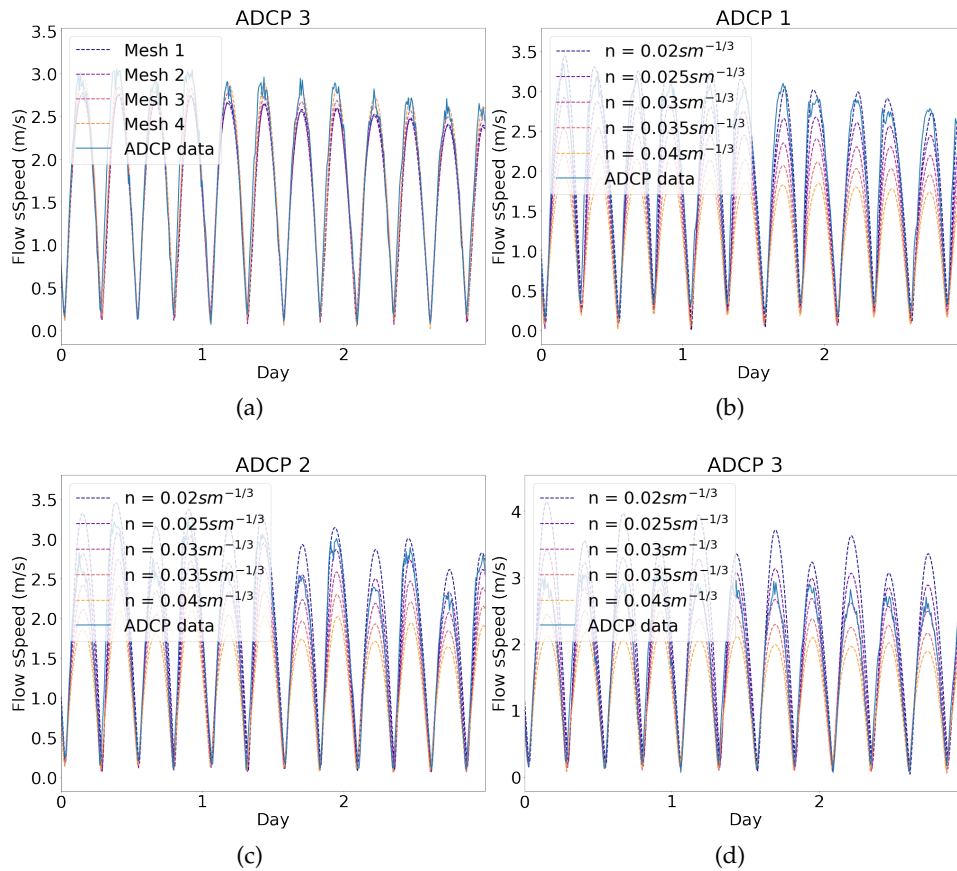 ADCP 3
3.5
3.0
2.5
2.0
1.5
1.0
0.5
0.0
Flow sSpeed (m/s)
Mesh 1
Mesh 2
Mesh 3
Mesh 4
ADCP data
0
1
2
Day
(a)
ADCP 1
3.5
3.0
2.5
2.0
1.5
1.0
0.5
0.0
Flow sSpeed (m/s)
n = 0.02sm⁻¹/³
n = 0.025sm⁻¹/³
n = 0.03sm⁻¹/³
n = 0.035sm⁻¹/³
n = 0.04sm⁻¹/³
ADCP data
0
1
2
Day
(b)
ADCP 2
3.5
3.0
2.5
2.0
1.5
1.0
0.5
0.0
Flow sSpeed (m/s)
n = 0.02sm⁻¹/³
n = 0.025sm⁻¹/³
n = 0.03sm⁻¹/³
n = 0.035sm⁻¹/³
n = 0.04sm⁻¹/³
ADCP data
0
1
2
Day
(c)
ADCP 3
4
3
2
1
0
Flow sSpeed (m/s)
n = 0.02sm⁻¹/³
n = 0.025sm⁻¹/³
n = 0.03sm⁻¹/³
n = 0.035sm⁻¹/³
n = 0.04sm⁻¹/³
ADCP data
0
1
2
Day
(d)